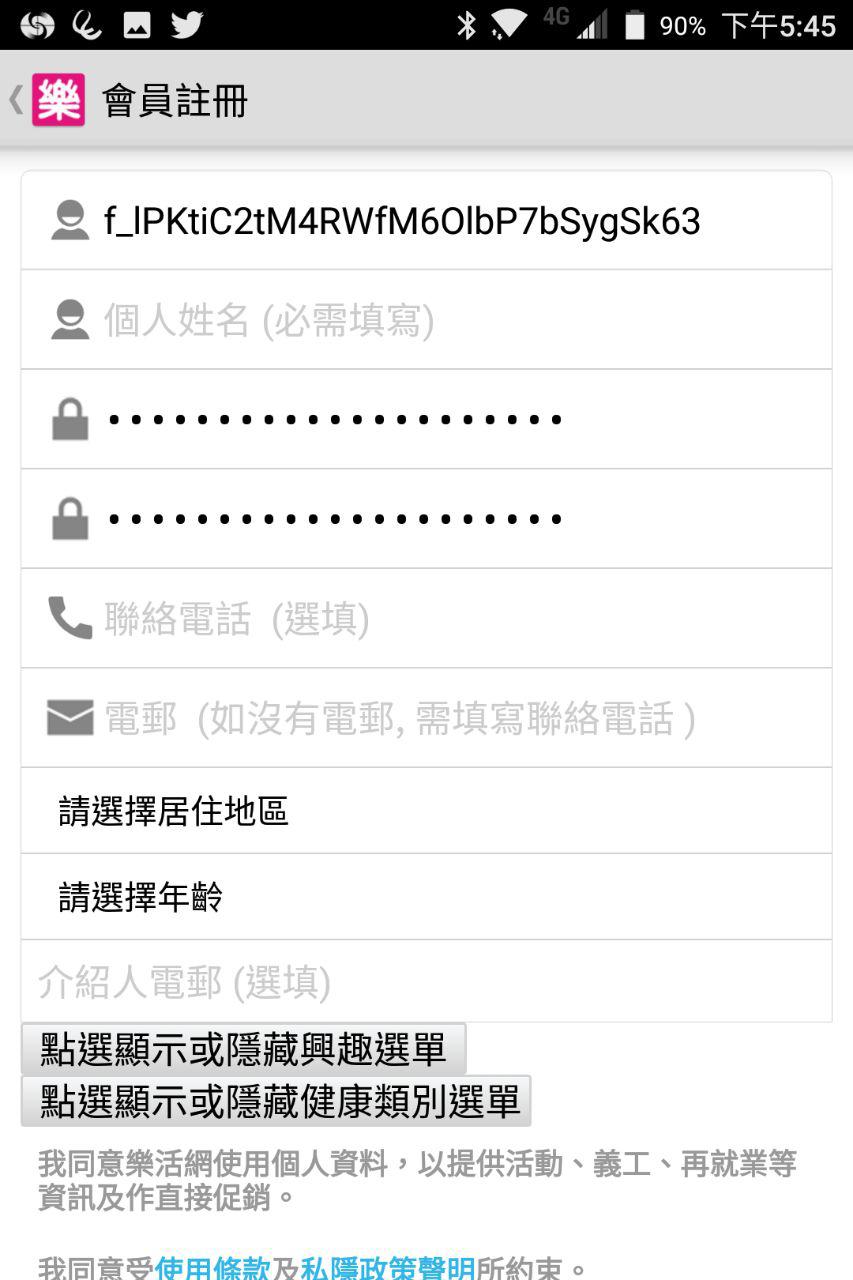 4G 90% 下午5:45
樂 會員註冊
f_lPKtiC2tM4RWfM6OlbP7bSygSk63
個人姓名 (必需填寫)
•••••••••••••••••••••
•••••••••••••••••••••
聯絡電話 (選填)
電郵 (如沒有電郵, 需填寫聯絡電話 )
請選擇居住地區
請選擇年齡
介紹人電郵 (選填)
點選顯示或隱藏興趣選單
點選顯示或隱藏健康類別選單
我同意樂活網使用個人資料，以提供活動、義工、再就業等
資訊及作直接促銷。
我同意受使用條款及私隱政策聲明所約束。